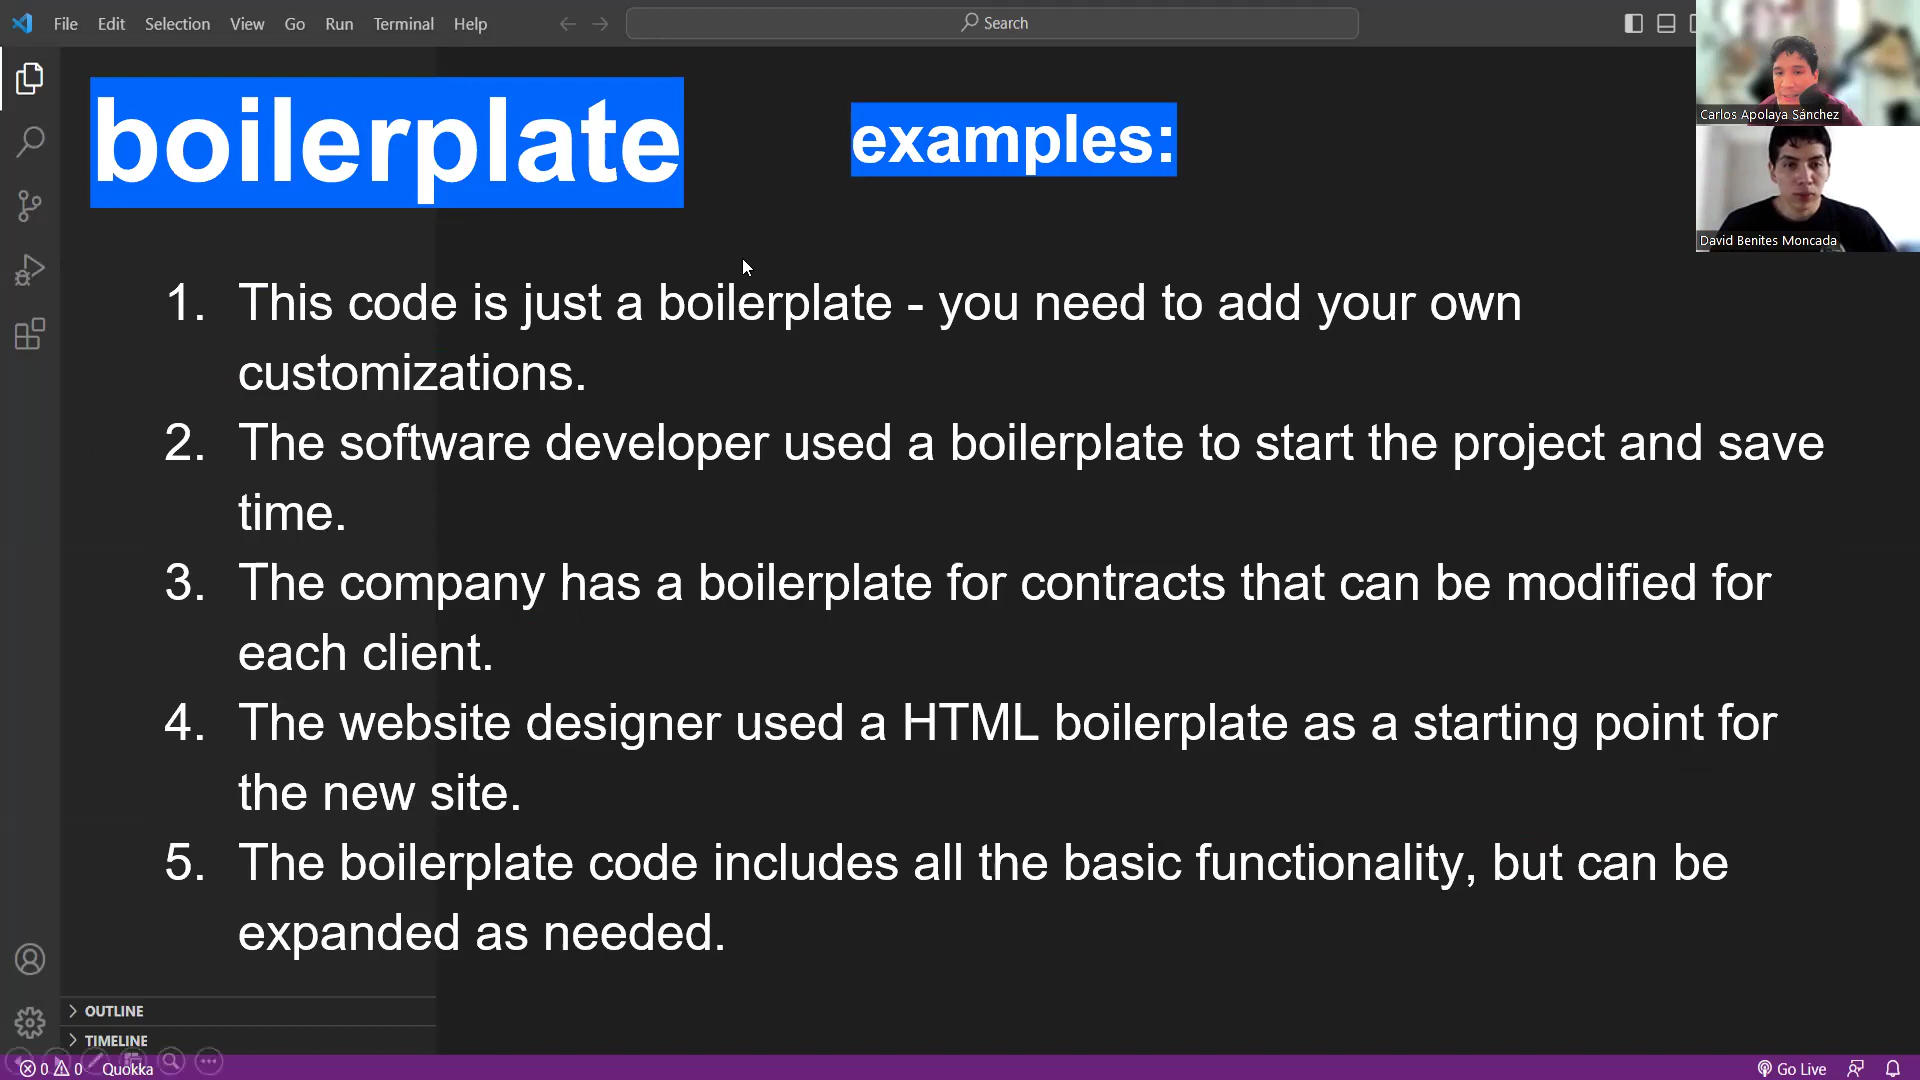 File Edit Selection View Go Run Terminal Help
Search
Carlos Apolaya Sánchez
David Benites Moncada
boilerplate
examples:
1. This code is just a boilerplate - you need to add your own
customizations.
2. The software developer used a boilerplate to start the project and save
time.
3. The company has a boilerplate for contracts that can be modified for
each client.
4. The website designer used a HTML boilerplate as a starting point for
the new site.
5. The boilerplate code includes all the basic functionality, but can be
expanded as needed.
OUTLINE
TIMELINE
0 0 Quokka
Go Live